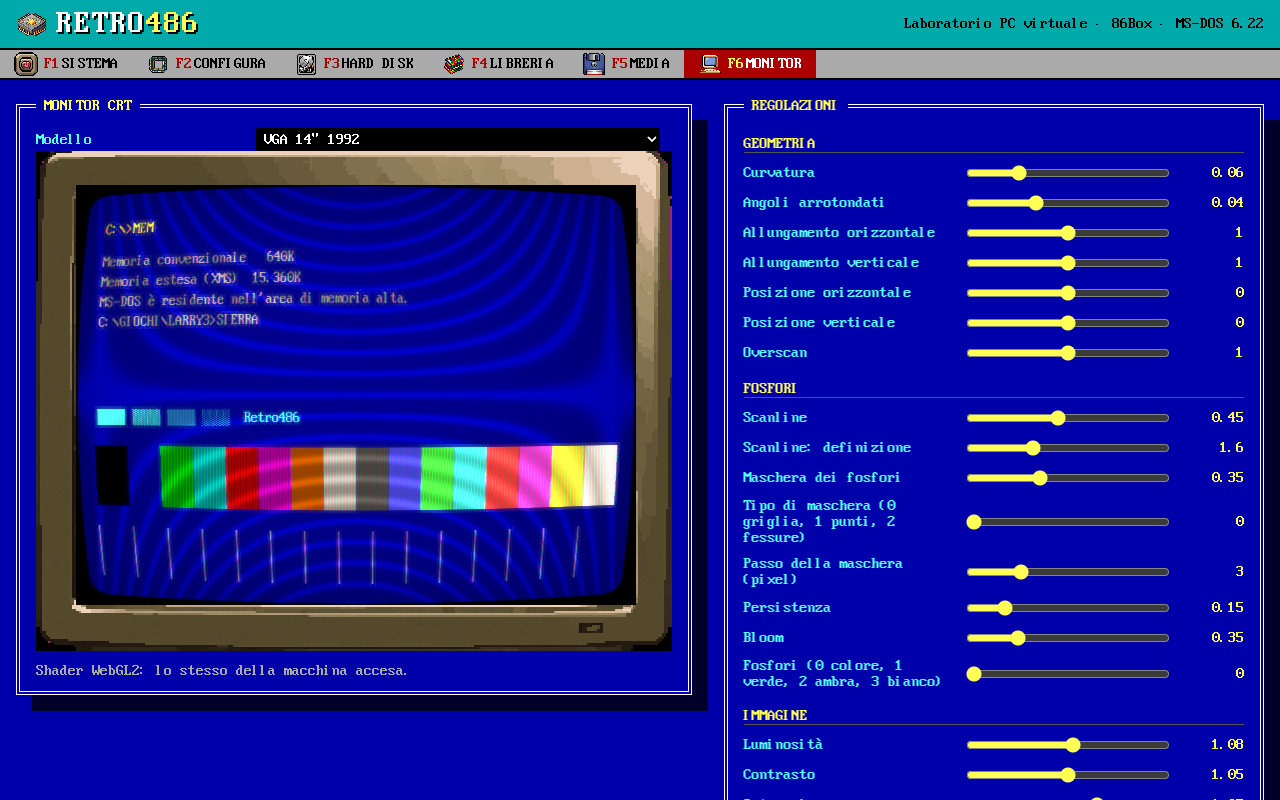 RETRO486
Laboratorio PC virtuale · 86Box · MS-DOS 6.22
F1 SISTEMA
F2 CONFIGURA
F3 HARD DISK
F4 LIBRERIA
F5 MEDIA
F6 MONITOR
MONITOR CRT
Modello
VGA 14" 1992
C:\>MEM
Memoria convenzionale 640K
Memoria estesa (XMS) 15.360K
MS-DOS è residente nell'area di memoria alta.
C:\GIOCHI\LARRY3>SIERRA
Retro486
Shader WebGL2: lo stesso della macchina accesa.
REGOLAZIONI
GEOMETRIA
Curvatura 0.06
Angoli arrotondati 0.04
Allungamento orizzontale 1
Allungamento verticale 1
Posizione orizzontale 0
Posizione verticale 0
Overscan 1
FOSFORI
Scanline 0.45
Scanline: definizione 1.6
Maschera dei fosfori 0.35
Tipo di maschera (0
griglia, 1 punti, 2
fessure) 0
Passo della maschera
(pixel) 3
Persistenza 0.15
Bloom 0.35
Fosfori (0 colore, 1
verde, 2 ambra, 3 bianco) 0
IMMAGINE
Luminosità 1.08
Contrasto 1.05